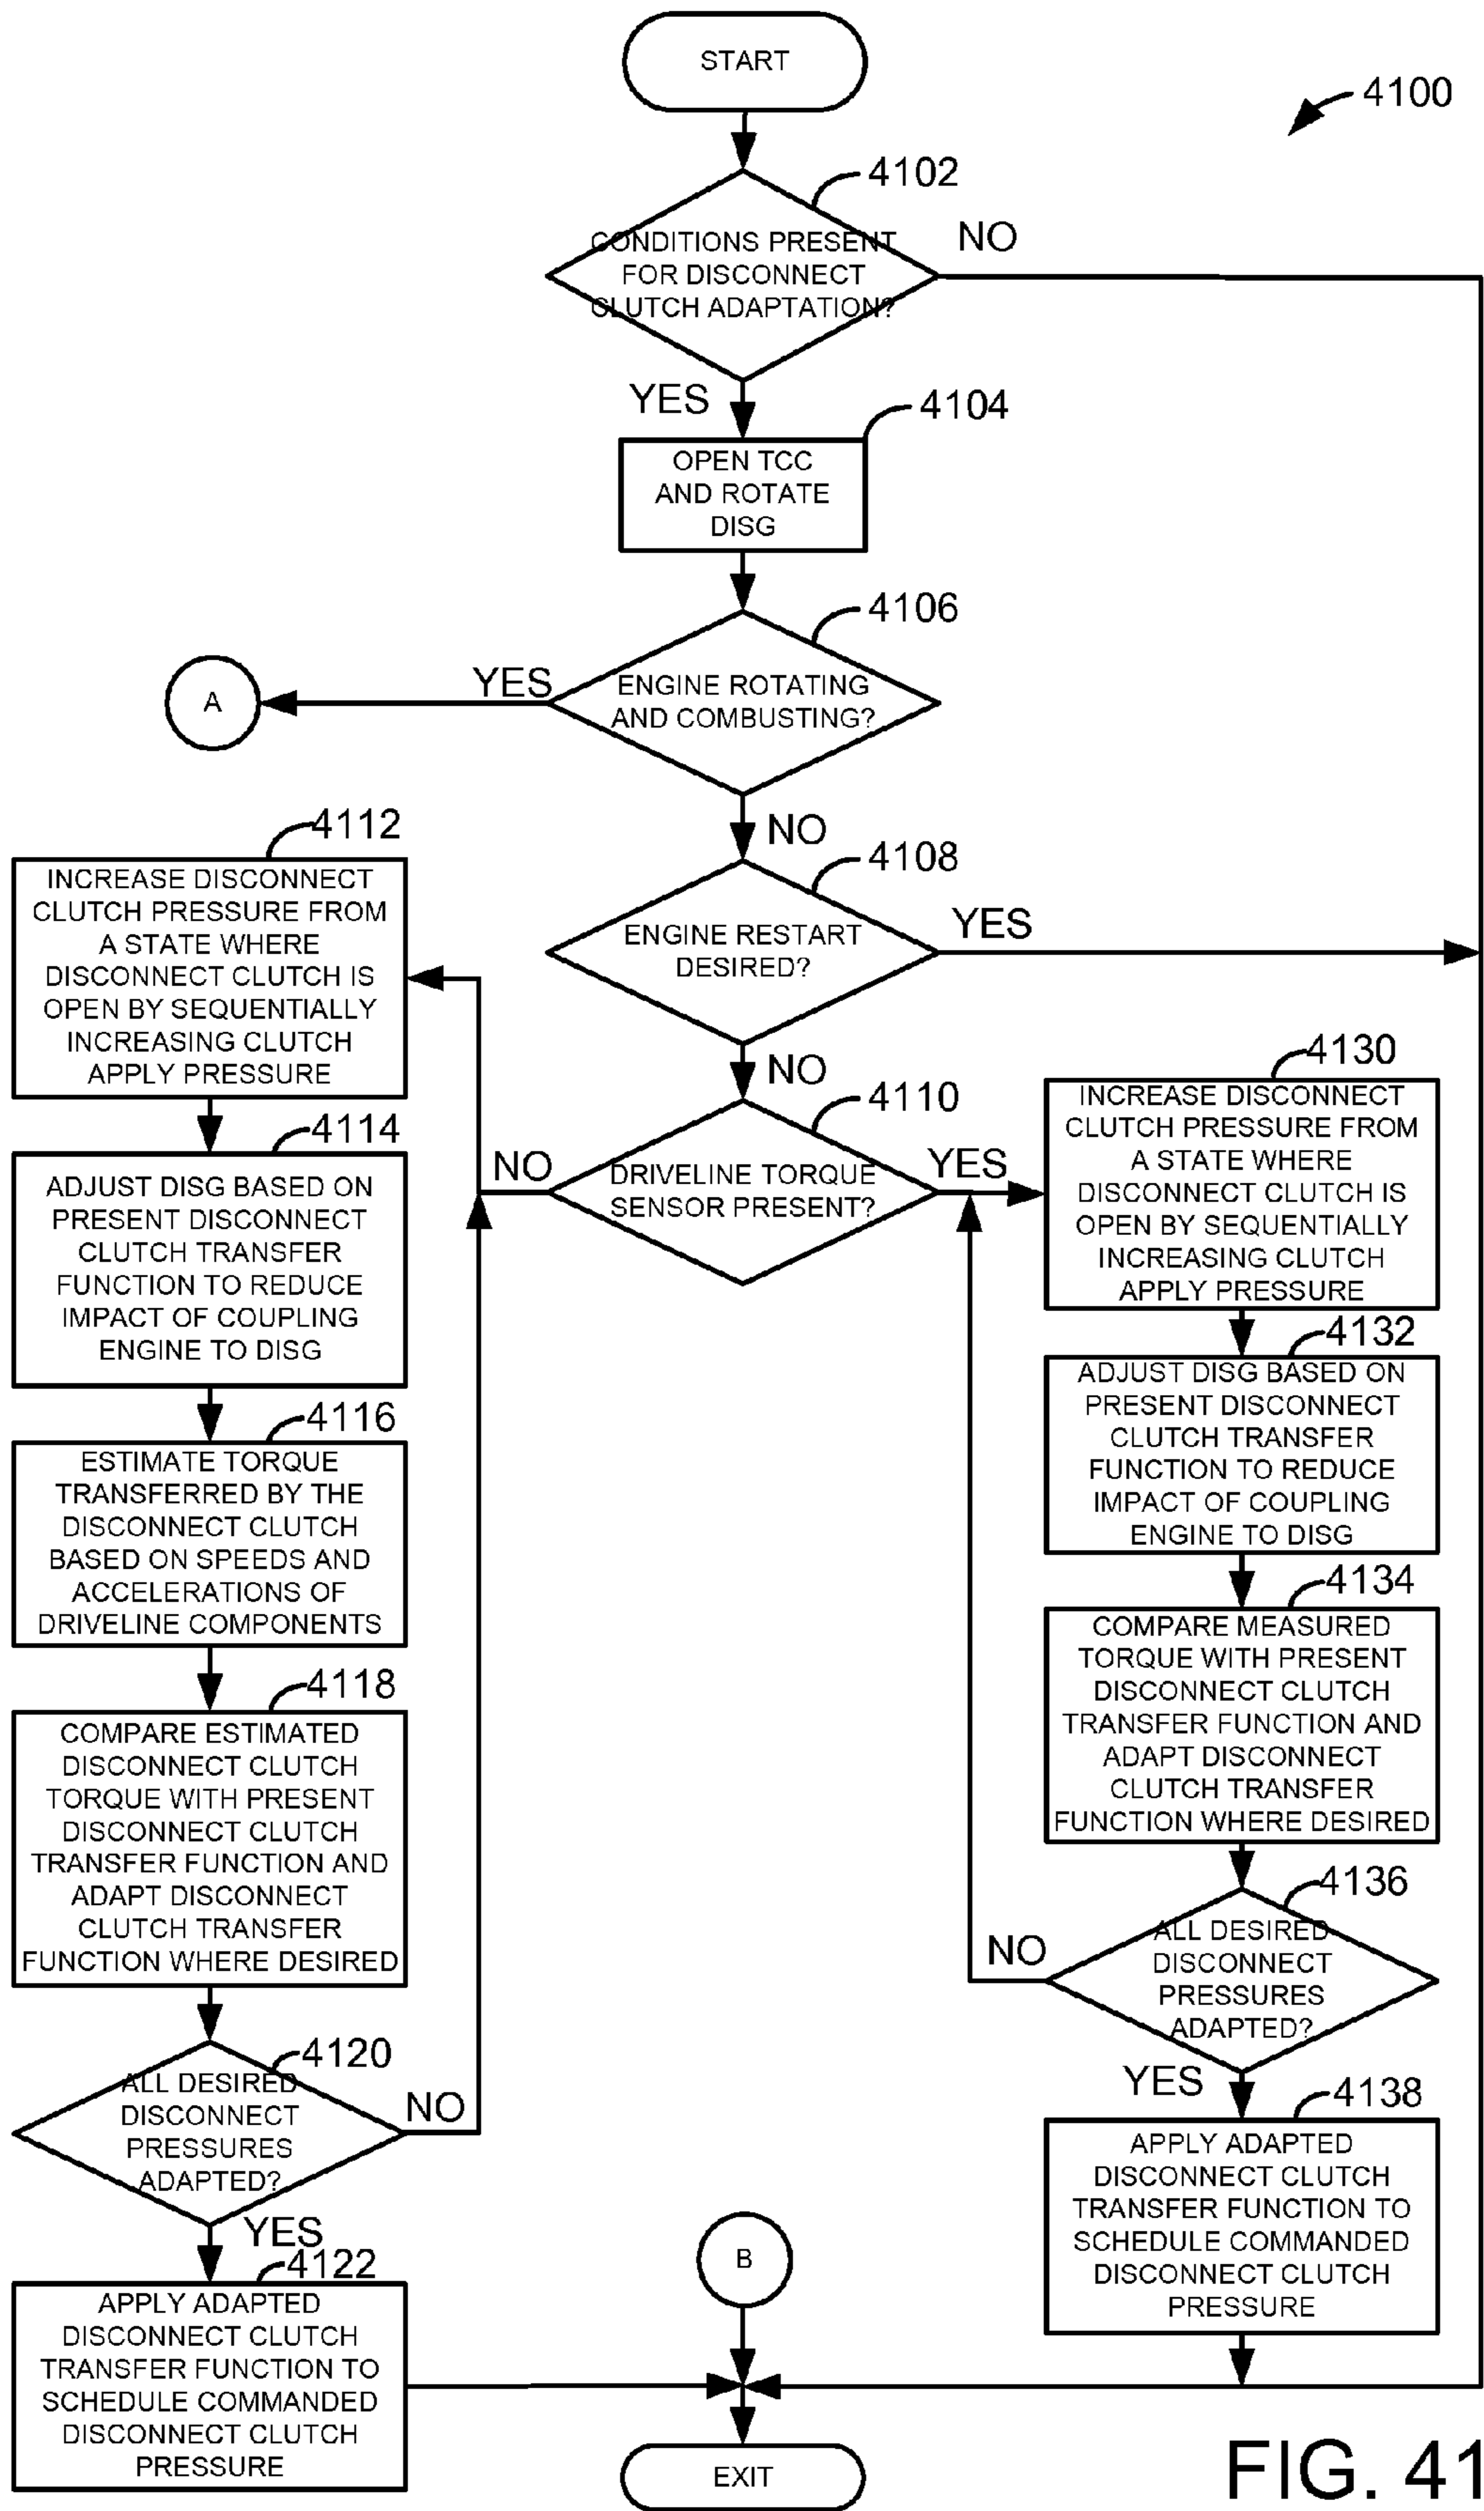 START
4100
4102
CONDITIONS PRESENT
FOR DISCONNECT
CLUTCH ADAPTATION?
NO
YES
4104
OPEN TCC
AND ROTATE
DISG
4106
ENGINE ROTATING
AND COMBUSTING?
YES
A
NO
4108
ENGINE RESTART
DESIRED?
YES
NO
4110
DRIVELINE TORQUE
SENSOR PRESENT?
NO
YES
4112
INCREASE DISCONNECT
CLUTCH PRESSURE FROM
A STATE WHERE
DISCONNECT CLUTCH IS
OPEN BY SEQUENTIALLY
INCREASING CLUTCH
APPLY PRESSURE
4114
ADJUST DISG BASED ON
PRESENT DISCONNECT
CLUTCH TRANSFER
FUNCTION TO REDUCE
IMPACT OF COUPLING
ENGINE TO DISG
4116
ESTIMATE TORQUE
TRANSFERRED BY THE
DISCONNECT CLUTCH
BASED ON SPEEDS AND
ACCELERATIONS OF
DRIVELINE COMPONENTS
4118
COMPARE ESTIMATED
DISCONNECT CLUTCH
TORQUE WITH PRESENT
DISCONNECT CLUTCH
TRANSFER FUNCTION AND
ADAPT DISCONNECT
CLUTCH TRANSFER
FUNCTION WHERE DESIRED
4120
ALL DESIRED
DISCONNECT
PRESSURES
ADAPTED?
NO
YES
4122
APPLY ADAPTED
DISCONNECT CLUTCH
TRANSFER FUNCTION TO
SCHEDULE COMMANDED
DISCONNECT CLUTCH
PRESSURE
4130
INCREASE DISCONNECT
CLUTCH PRESSURE FROM
A STATE WHERE
DISCONNECT CLUTCH IS
OPEN BY SEQUENTIALLY
INCREASING CLUTCH
APPLY PRESSURE
4132
ADJUST DISG BASED ON
PRESENT DISCONNECT
CLUTCH TRANSFER
FUNCTION TO REDUCE
IMPACT OF COUPLING
ENGINE TO DISG
4134
COMPARE MEASURED
TORQUE WITH PRESENT
DISCONNECT CLUTCH
TRANSFER FUNCTION AND
ADAPT DISCONNECT
CLUTCH TRANSFER
FUNCTION WHERE DESIRED
4136
ALL DESIRED
DISCONNECT
PRESSURES
ADAPTED?
NO
YES
4138
APPLY ADAPTED
DISCONNECT CLUTCH
TRANSFER FUNCTION TO
SCHEDULE COMMANDED
DISCONNECT CLUTCH
PRESSURE
B
EXIT
FIG. 41